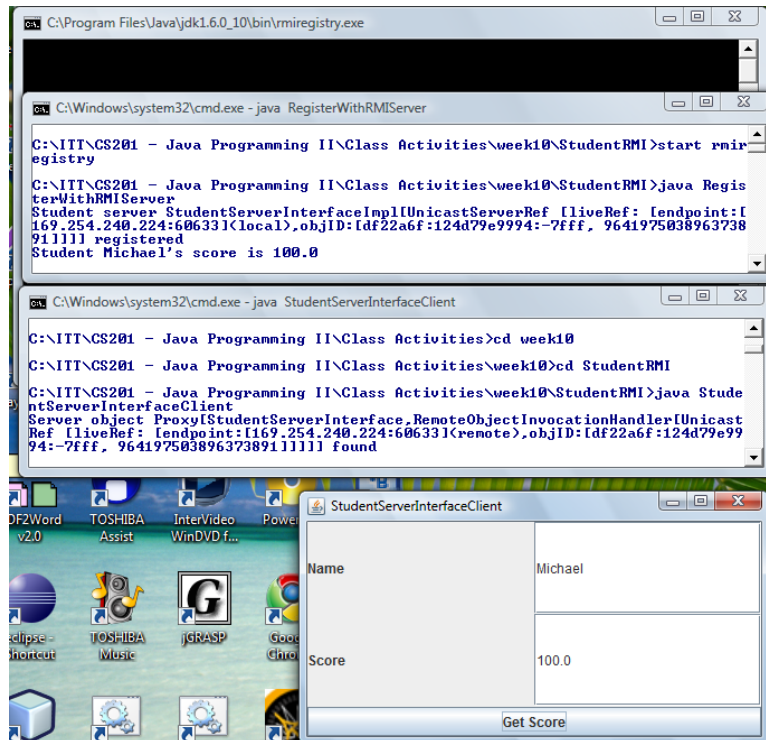 C:\Program Files\Java\jdk1.6.0_10\bin\rmiregistry.exe
C:\Windows\system32\cmd.exe - java RegisterWithRMIServer
C:\ITT\CS201 - Java Programming II\Class Activities\week10\StudentRMI>start rmir
egistry
C:\ITT\CS201 - Java Programming II\Class Activities\week10\StudentRMI>java Regis
terWithRMIServer
Student server StudentServerInterfaceImpl[UnicastServerRef [liveRef: [endpoint:[
169.254.240.224:60633](local),objID:[df22a6f:124d79e9994:-7fff, 9641975038963738
91]]]] registered
Student Michael's score is 100.0
C:\Windows\system32\cmd.exe - java StudentServerInterfaceClient
C:\ITT\CS201 - Java Programming II\Class Activities>cd week10
C:\ITT\CS201 - Java Programming II\Class Activities\week10>cd StudentRMI
C:\ITT\CS201 - Java Programming II\Class Activities\week10\StudentRMI>java Stude
ntServerInterfaceClient
Server object Proxy[StudentServerInterface,RemoteObjectInvocationHandler[Unicast
Ref [liveRef: [endpoint:[169.254.240.224:60633](remote),objID:[df22a6f:124d79e99
94:-7fff, 964197503896373891]]]]] found
TOSHIBA
Assist
InterVideo
WinDVD f...
v2.0
TOSHIBA
Music
jGRASP
StudentServerInterfaceClient
Name
Michael
Score
100.0
Get Score